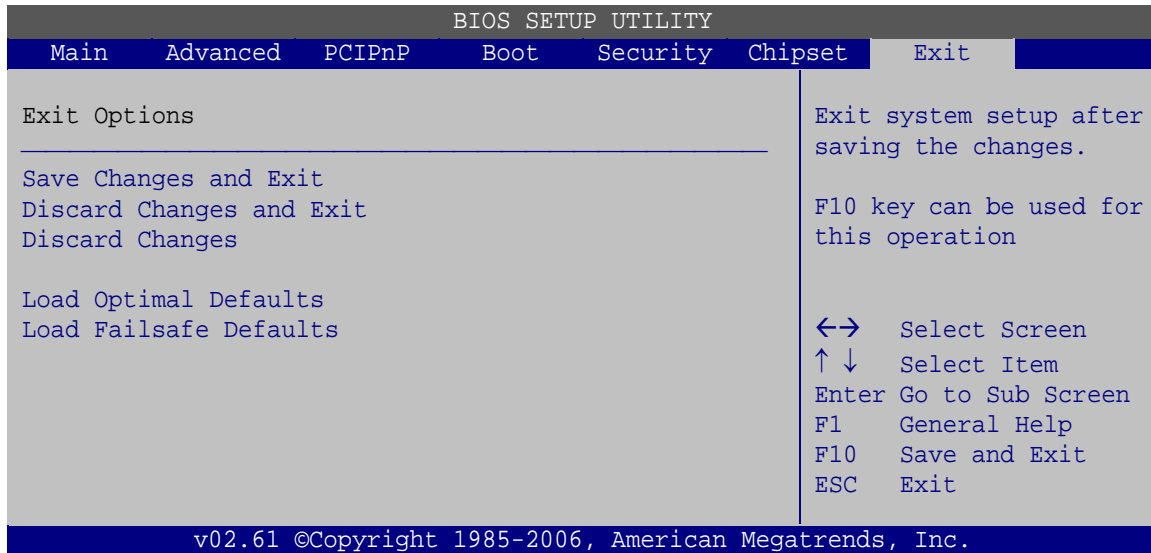 BIOS SETUP UTILITY
Main Advanced PCIPnP Boot Security Chipset Exit
Exit Options
Save Changes and Exit
Discard Changes and Exit
Discard Changes
Load Optimal Defaults
Load Failsafe Defaults
Exit system setup after
saving the changes.
F10 key can be used for
this operation
←→ Select Screen
↑ ↓ Select Item
Enter Go to Sub Screen
F1 General Help
F10 Save and Exit
ESC Exit
v02.61 ©Copyright 1985-2006, American Megatrends, Inc.